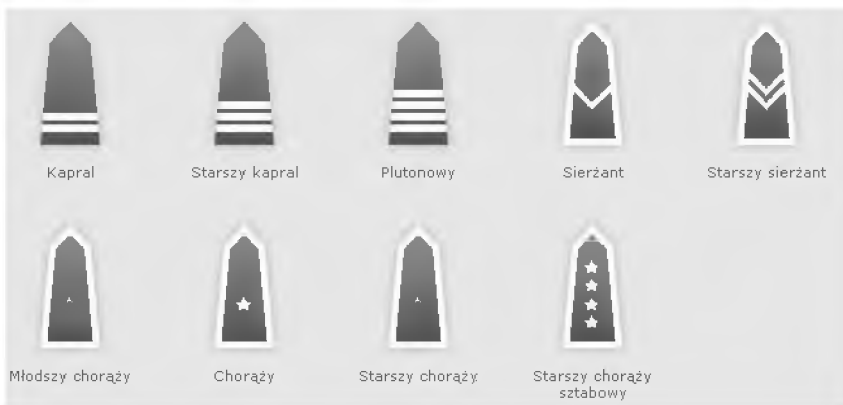 Kapral
Starszy kapral
Plutonowy
Sierżant
Starszy sierżant
Młodszy chorąży
Chorąży
Starszy chorąży
Starszy chorąży
sztabowy